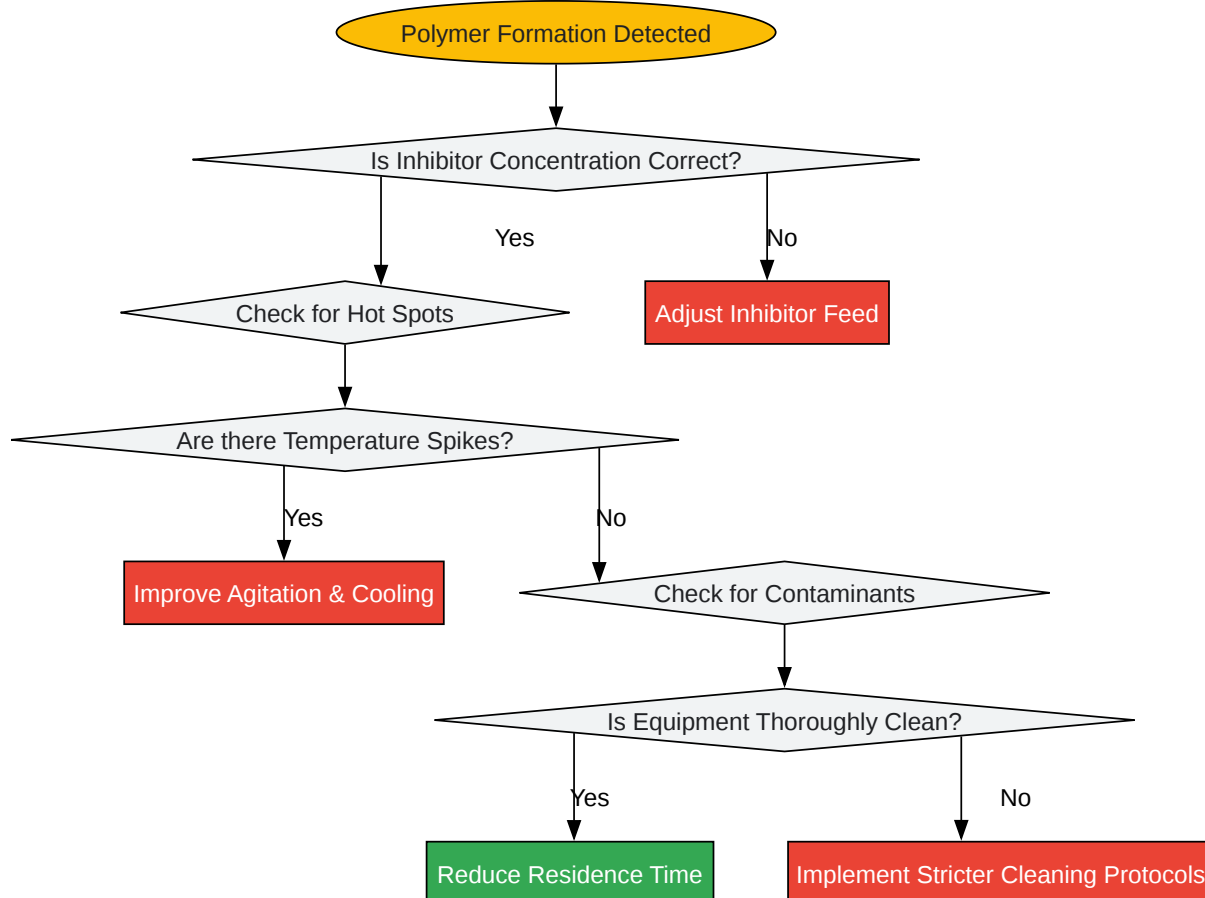 Polymer Formation Detected
Is Inhibitor Concentration Correct?
Yes
No
Check for Hot Spots
Adjust Inhibitor Feed
Are there Temperature Spikes?
Yes
No
Improve Agitation & Cooling
Check for Contaminants
Is Equipment Thoroughly Clean?
Yes
No
Reduce Residence Time
Implement Stricter Cleaning Protocols